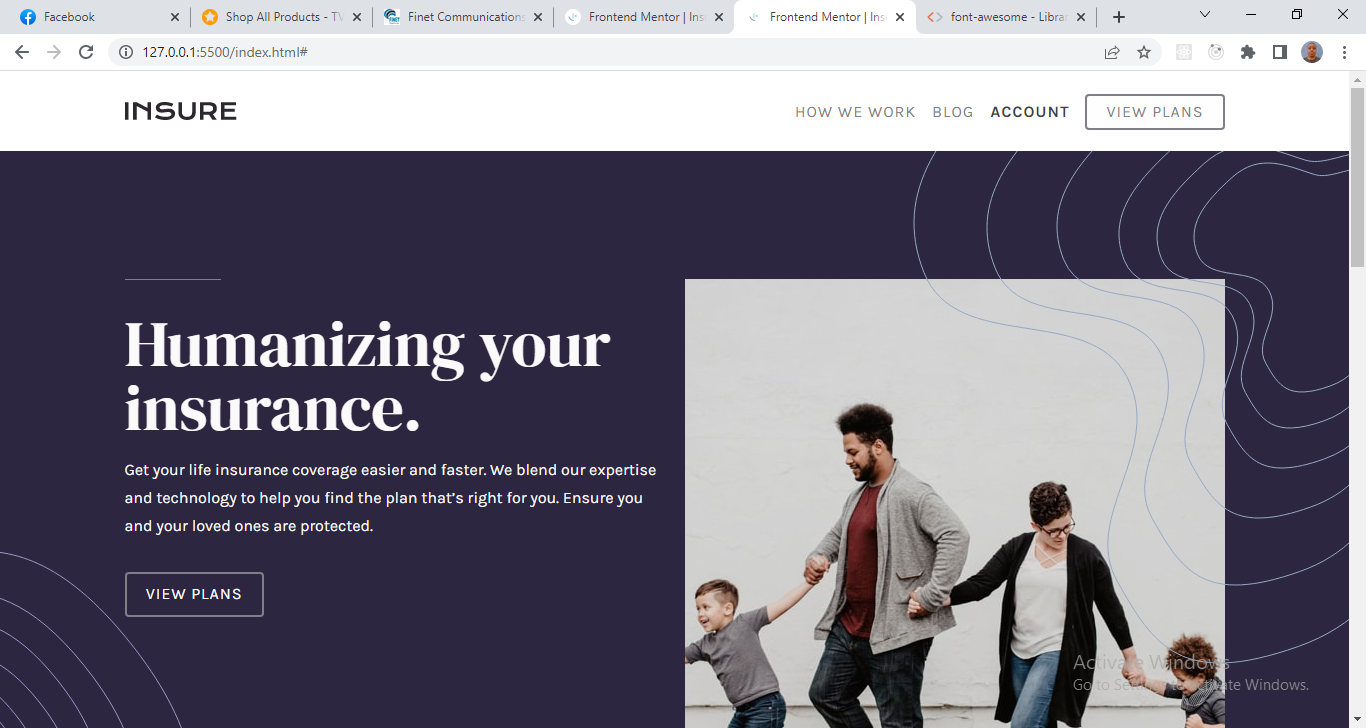 Facebook
Shop All Products - TV
Finet Communications
Frontend Mentor | Ins
Frontend Mentor | Ins
font-awesome - Librar
127.0.0.1:5500/index.html#
INSURE
HOW WE WORK
BLOG
ACCOUNT
VIEW PLANS
Humanizing your
insurance.
Get your life insurance coverage easier and faster. We blend our expertise
and technology to help you find the plan that's right for you. Ensure you
and your loved ones are protected.
VIEW PLANS
Activate Windows
Go to Settings to activate Windows.